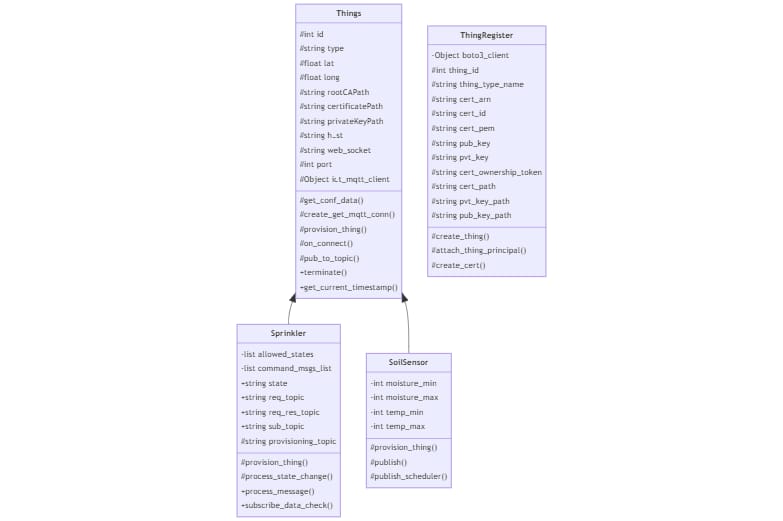 Things
#int id
#string type
#float lat
#float long
#string rootCAPath
#string certificatePath
#string privateKeyPath
#string h_st
#string web_socket
#int port
#Object ict_mqtt_client
#get_conf_data()
#create_get_mqtt_conn()
#provision_thing()
#on_connect()
#pub_to_topic()
+terminate()
+get_current_timestamp()
ThingRegister
-Object boto3_client
#int thing_id
#string thing_type_name
#string cert_arn
#string cert_id
#string cert_pem
#string pub_key
#string pvt_key
#string cert_ownership_token
#string cert_path
#string pvt_key_path
#string pub_key_path
#create_thing()
#attach_thing_principal()
#create_cert()
Sprinkler
-list allowed_states
-list command_msgs_list
+string state
+string req_topic
+string req_res_topic
+string sub_topic
#string provisioning_topic
#provision_thing()
#process_state_change()
+process_message()
+subscribe_data_check()
SoilSensor
-int moisture_min
-int moisture_max
-int temp_min
-int temp_max
#provision_thing()
#publish()
#publish_scheduler()